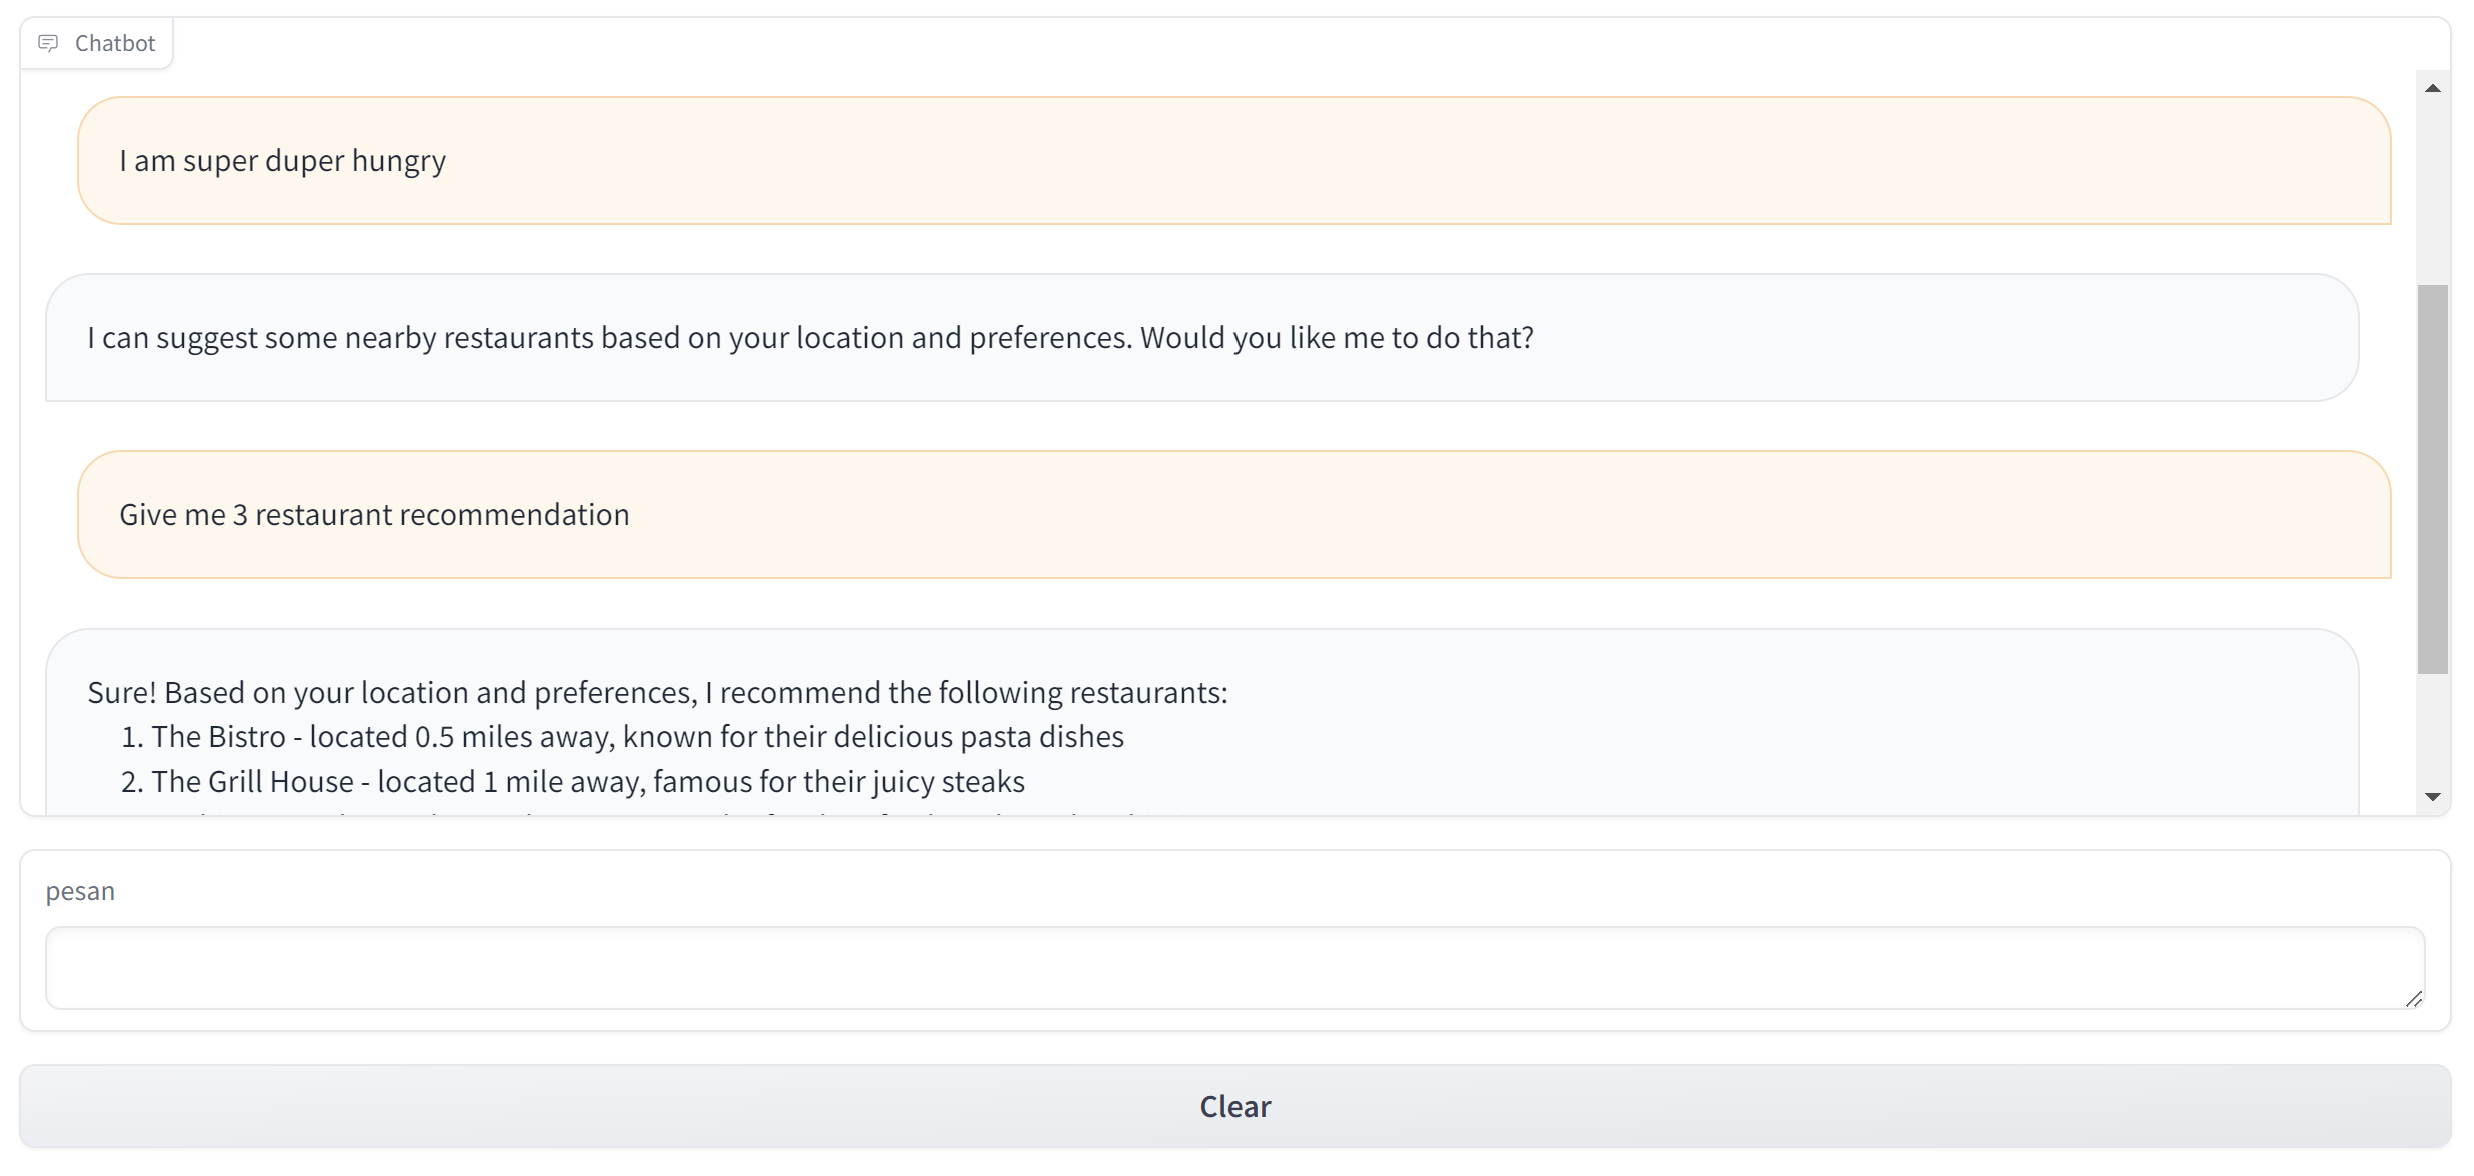 Chatbot
I am super duper hungry
I can suggest some nearby restaurants based on your location and preferences. Would you like me to do that?
Give me 3 restaurant recommendation
Sure! Based on your location and preferences, I recommend the following restaurants:
1. The Bistro - located 0.5 miles away, known for their delicious pasta dishes
2. The Grill House - located 1 mile away, famous for their juicy steaks
pesan
Clear